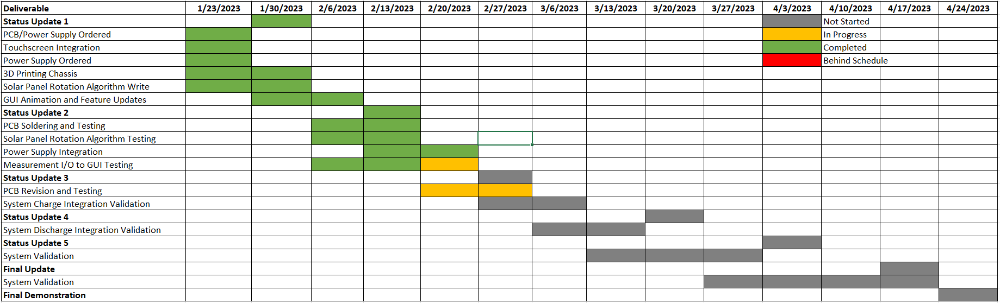 Deliverable 1/23/2023 1/30/2023 2/6/2023 2/13/2023 2/20/2023 2/27/2023 3/6/2023 3/13/2023 3/20/2023 3/27/2023 4/3/2023 4/10/2023 4/17/2023 4/24/2023
Status Update 1 Not Started
PCB/Power Supply Ordered In Progress
Touchscreen Integration Completed
Power Supply Ordered Behind Schedule
3D Printing Chassis
Solar Panel Rotation Algorithm Write
GUI Animation and Feature Updates
Status Update 2
PCB Soldering and Testing
Solar Panel Rotation Algorithm Testing
Power Supply Integration
Measurement I/O to GUI Testing
Status Update 3
PCB Revision and Testing
System Charge Integration Validation
Status Update 4
System Discharge Integration Validation
Status Update 5
System Validation
Final Update
System Validation
Final Demonstration